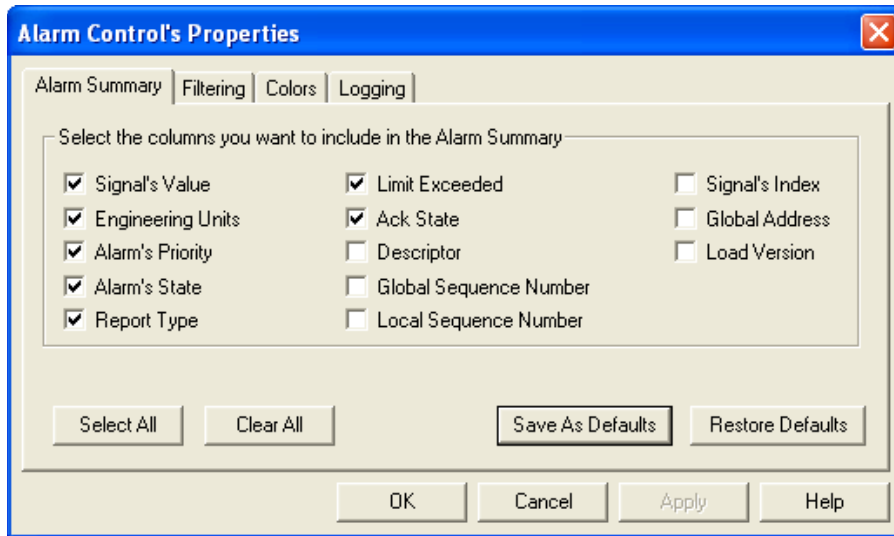 Alarm Control's Properties
Alarm Summary Filtering Colors Logging
Select the columns you want to include in the Alarm Summary
Signal's Value Limit Exceeded Signal's Index
Engineering Units Ack State Global Address
Alarm's Priority Descriptor Load Version
Alarm's State Global Sequence Number
Report Type Local Sequence Number
Select All Clear All Save As Defaults Restore Defaults
OK Cancel Apply Help